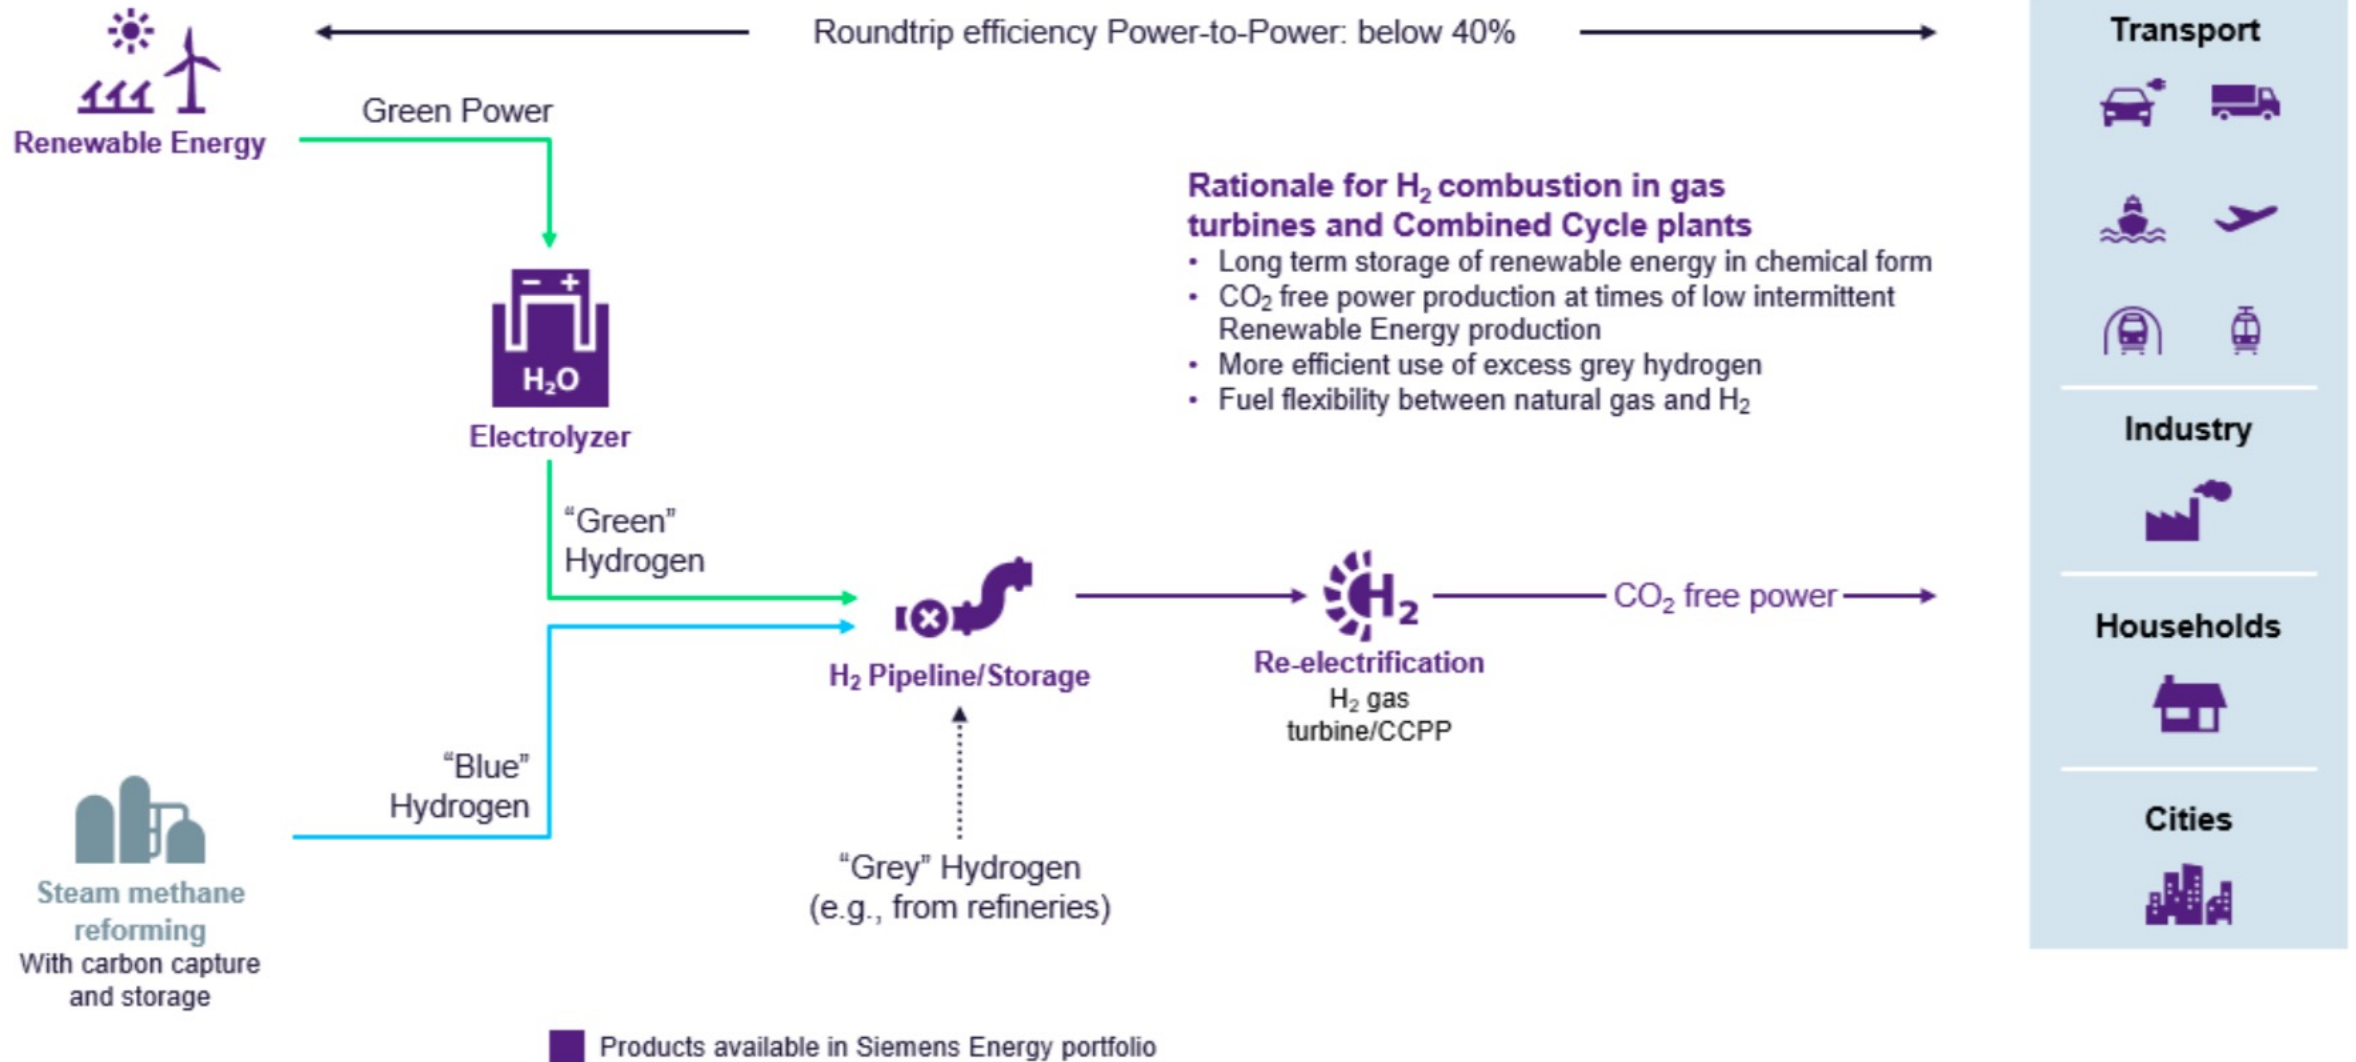 Roundtrip efficiency Power-to-Power: below 40%
Renewable Energy
Green Power
− +
H₂O
Electrolyzer
“Green”
Hydrogen
“Blue”
Hydrogen
Steam methane
reforming
With carbon capture
and storage
H₂ Pipeline/Storage
“Grey” Hydrogen
(e.g., from refineries)
Rationale for H₂ combustion in gas
turbines and Combined Cycle plants
• Long term storage of renewable energy in chemical form
• CO₂ free power production at times of low intermittent
Renewable Energy production
• More efficient use of excess grey hydrogen
• Fuel flexibility between natural gas and H₂
H₂
Re-electrification
H₂ gas
turbine/CCPP
CO₂ free power
Transport
Industry
Households
Cities
Products available in Siemens Energy portfolio